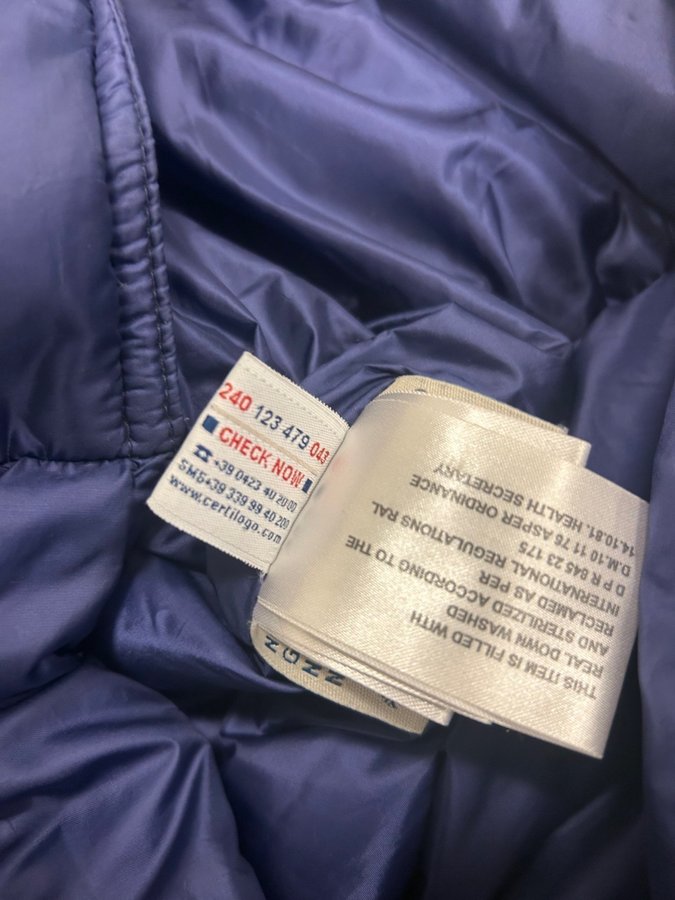 240 123 479 043
CHECK NOW
+39 0423 40 20 00
SMS+39 339 99 40 200
www.certilogo.com
THIS ITEM IS FILLED WITH
REAL DOWN WASHED
AND STERILIZED ACCORDING TO THE
RECLAMED AS PER
INTERNATIONAL REGULATIONS RAL
D P R 845 23 175
D.M.10 11 76 ASPER ORDINANCE
14.10.81. HEALTH SECRETARY